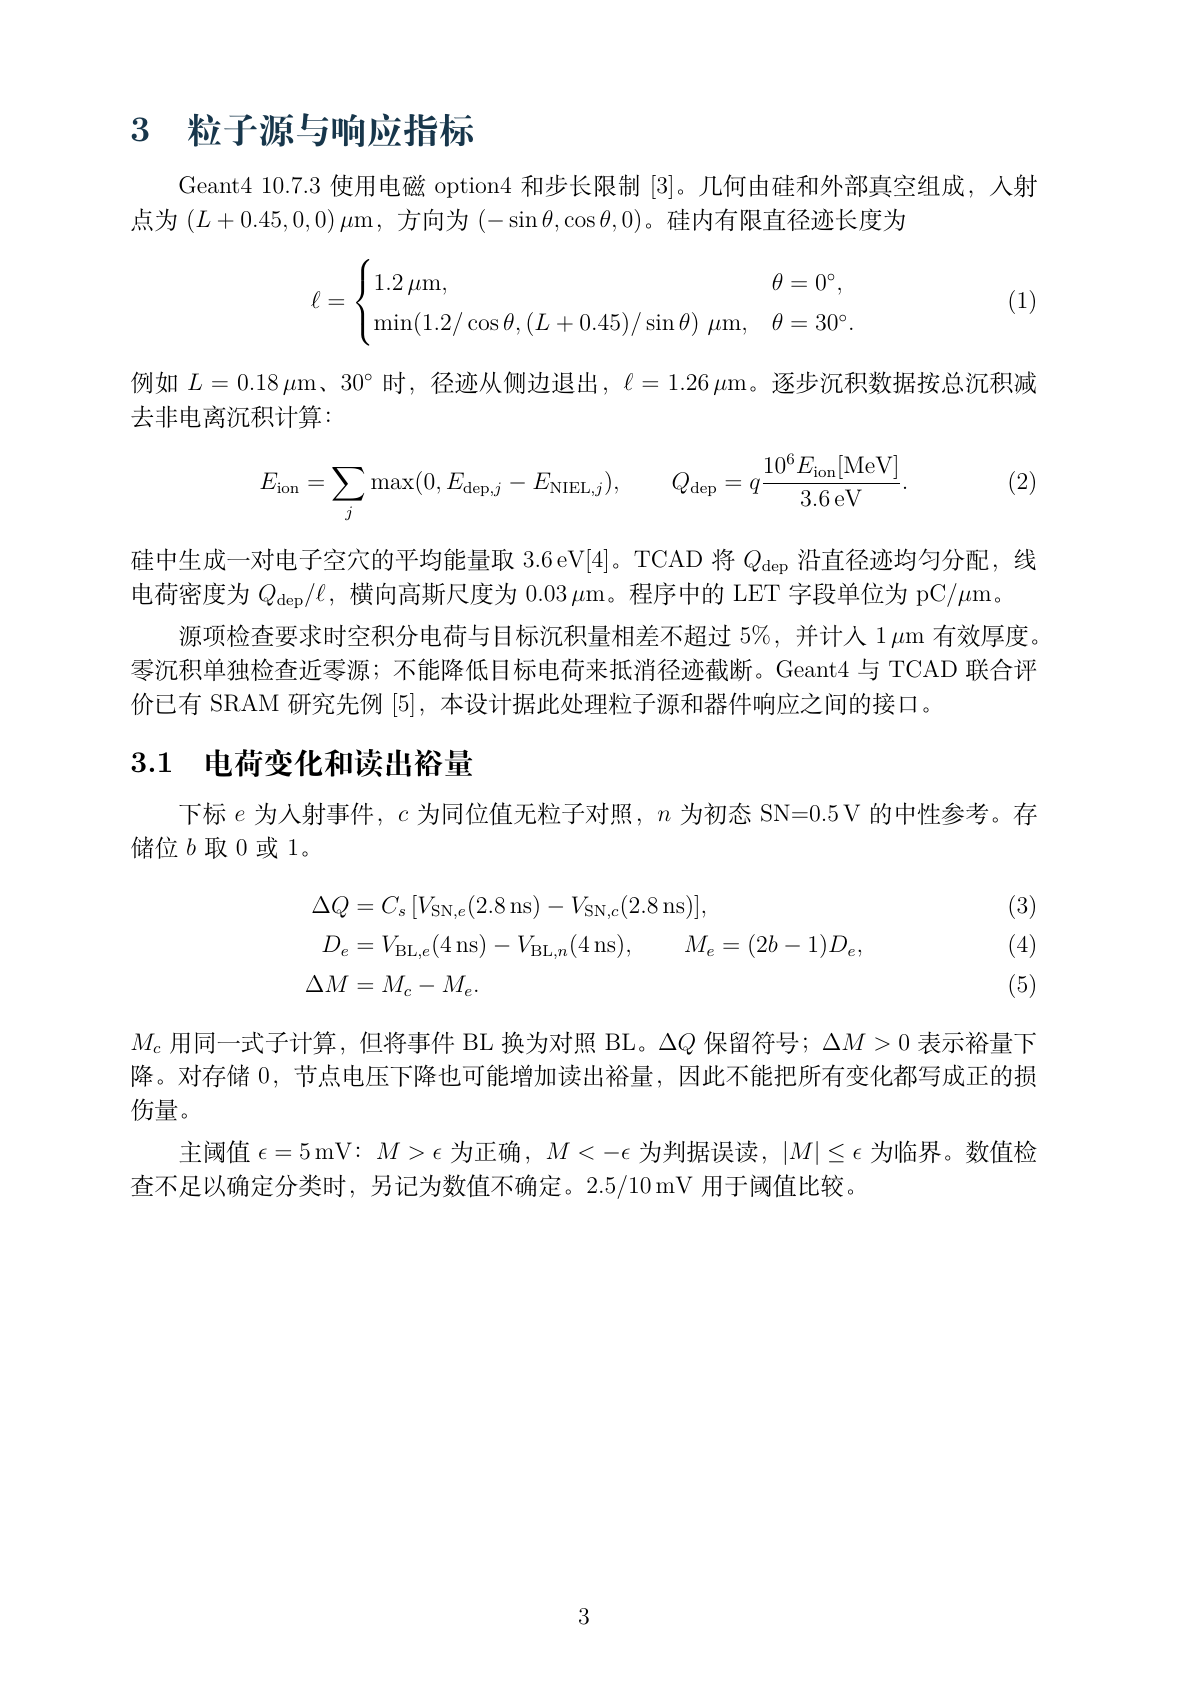 3 粒子源与响应指标
Geant4 10.7.3 使用电磁 option4 和步长限制 [3]。几何由硅和外部真空组成，入射
点为 (L + 0.45, 0, 0) μm，方向为 (− sin θ, cos θ, 0)。硅内有限直径迹长度为
ℓ = { 1.2 μm, θ = 0°,
min(1.2/ cos θ, (L + 0.45)/ sin θ) μm, θ = 30°. (1)
例如 L = 0.18 μm、30° 时，径迹从侧边退出，ℓ = 1.26 μm。逐步沉积数据按总沉积减
去非电离沉积计算：
E_ion = ∑_j max(0, E_dep,j − E_NIEL,j), Q_dep = q 10^6 E_ion[MeV] / 3.6 eV. (2)
硅中生成一对电子空穴的平均能量取 3.6 eV[4]。TCAD 将 Q_dep 沿直径迹均匀分配，线
电荷密度为 Q_dep/ℓ，横向高斯尺度为 0.03 μm。程序中的 LET 字段单位为 pC/μm。
源项检查要求时空积分电荷与目标沉积量相差不超过 5%，并计入 1 μm 有效厚度。
零沉积单独检查近零源；不能降低目标电荷来抵消径迹截断。Geant4 与 TCAD 联合评
价已有 SRAM 研究先例 [5]，本设计据此处理粒子源和器件响应之间的接口。
3.1 电荷变化和读出裕量
下标 e 为入射事件，c 为同位值无粒子对照，n 为初态 SN=0.5 V 的中性参考。存
储位 b 取 0 或 1。
ΔQ = C_s [V_SN,e(2.8 ns) − V_SN,c(2.8 ns)], (3)
D_e = V_BL,e(4 ns) − V_BL,n(4 ns), M_e = (2b − 1)D_e, (4)
ΔM = M_c − M_e. (5)
M_c 用同一式子计算，但将事件 BL 换为对照 BL。ΔQ 保留符号；ΔM > 0 表示裕量下
降。对存储 0，节点电压下降也可能增加读出裕量，因此不能把所有变化都写成正的损
伤量。
主阈值 ϵ = 5 mV：M > ϵ 为正确，M < −ϵ 为判据误读，|M| ≤ ϵ 为临界。数值检
查不足以确定分类时，另记为数值不确定。2.5/10 mV 用于阈值比较。
3